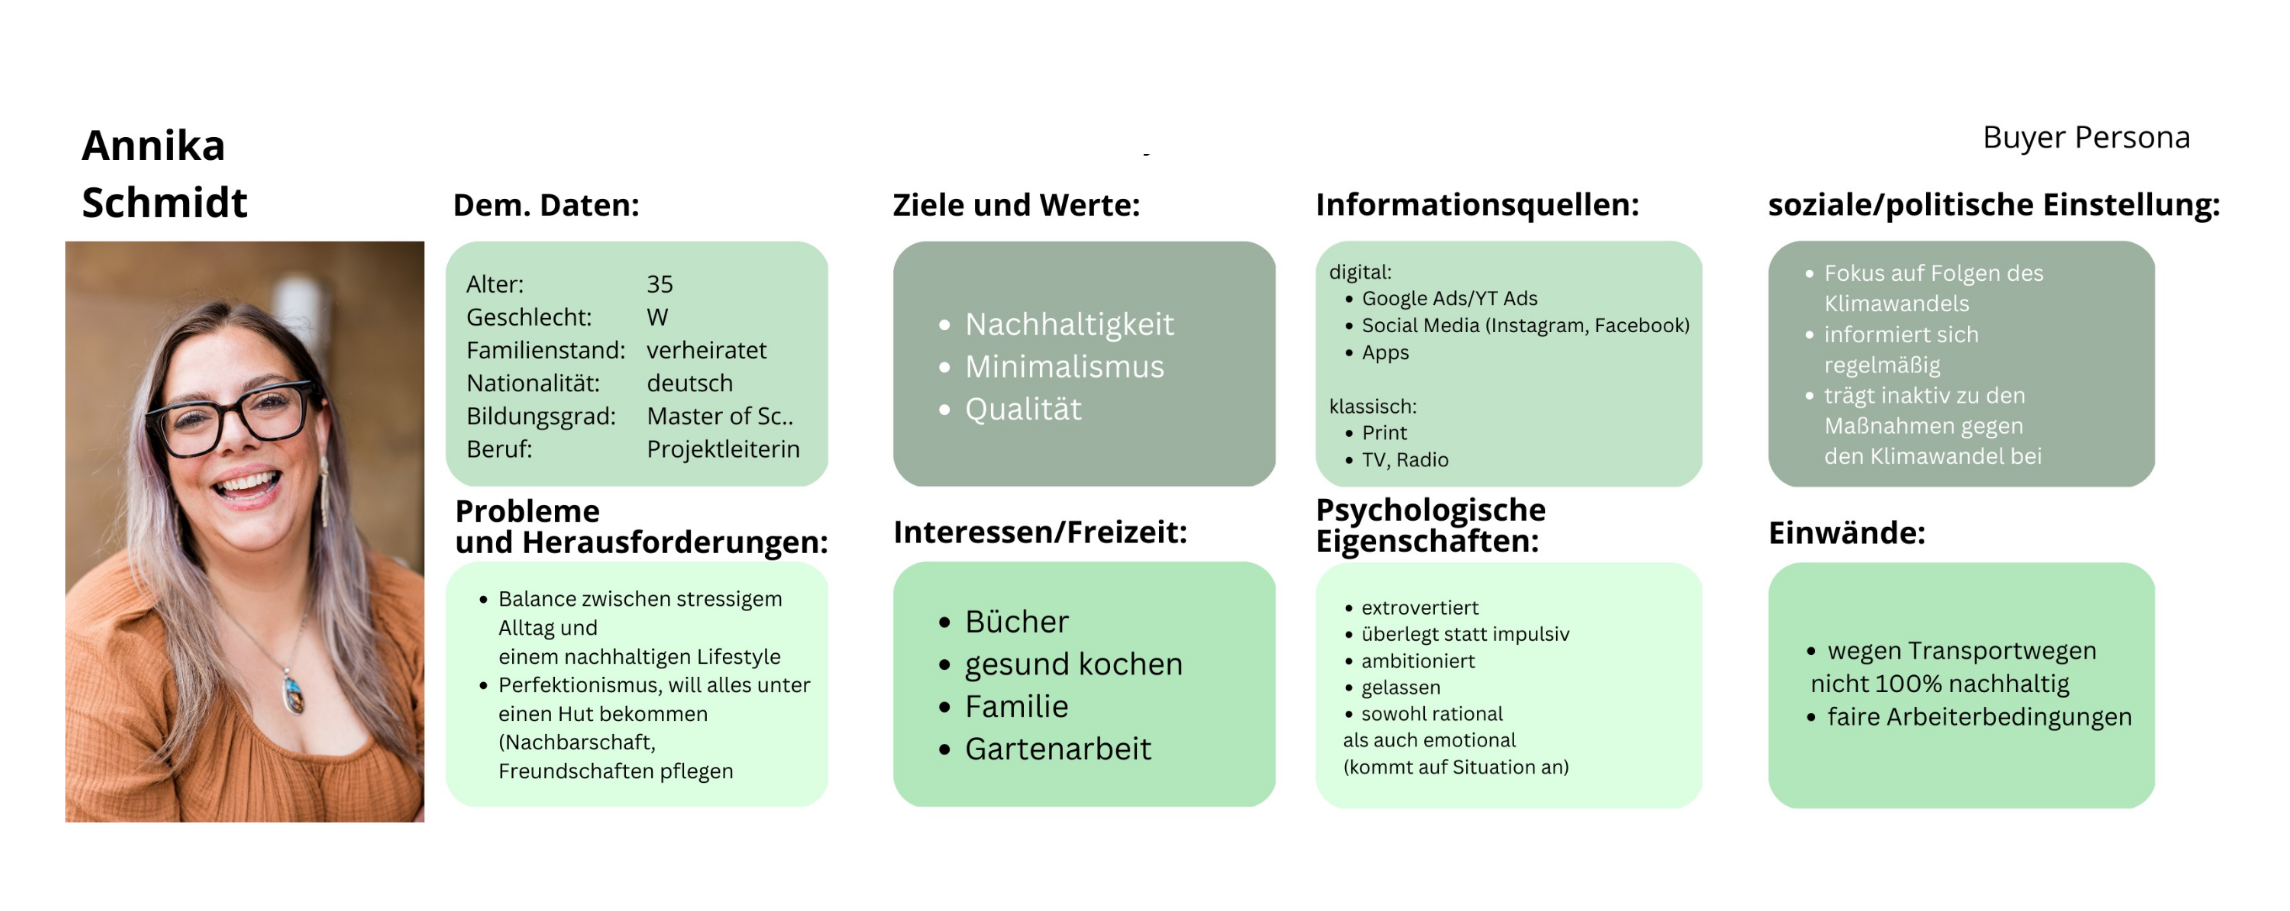 Annika
Schmidt
Buyer Persona
Dem. Daten:
Alter: 35
Geschlecht: W
Familienstand: verheiratet
Nationalität: deutsch
Bildungsgrad: Master of Sc..
Beruf: Projektleiterin
Ziele und Werte:
• Nachhaltigkeit
• Minimalismus
• Qualität
Informationsquellen:
digital:
• Google Ads/YT Ads
• Social Media (Instagram, Facebook)
• Apps
klassisch:
• Print
• TV, Radio
soziale/politische Einstellung:
• Fokus auf Folgen des
Klimawandels
• informiert sich
regelmäßig
• trägt inaktiv zu den
Maßnahmen gegen
den Klimawandel bei
Probleme
und Herausforderungen:
• Balance zwischen stressigem
Alltag und
einem nachhaltigen Lifestyle
• Perfektionismus, will alles unter
einen Hut bekommen
(Nachbarschaft,
Freundschaften pflegen
Interessen/Freizeit:
• Bücher
• gesund kochen
• Familie
• Gartenarbeit
Psychologische
Eigenschaften:
• extrovertiert
• überlegt statt impulsiv
• ambitioniert
• gelassen
• sowohl rational
als auch emotional
(kommt auf Situation an)
Einwände:
• wegen Transportwegen
nicht 100% nachhaltig
• faire Arbeiterbedingungen